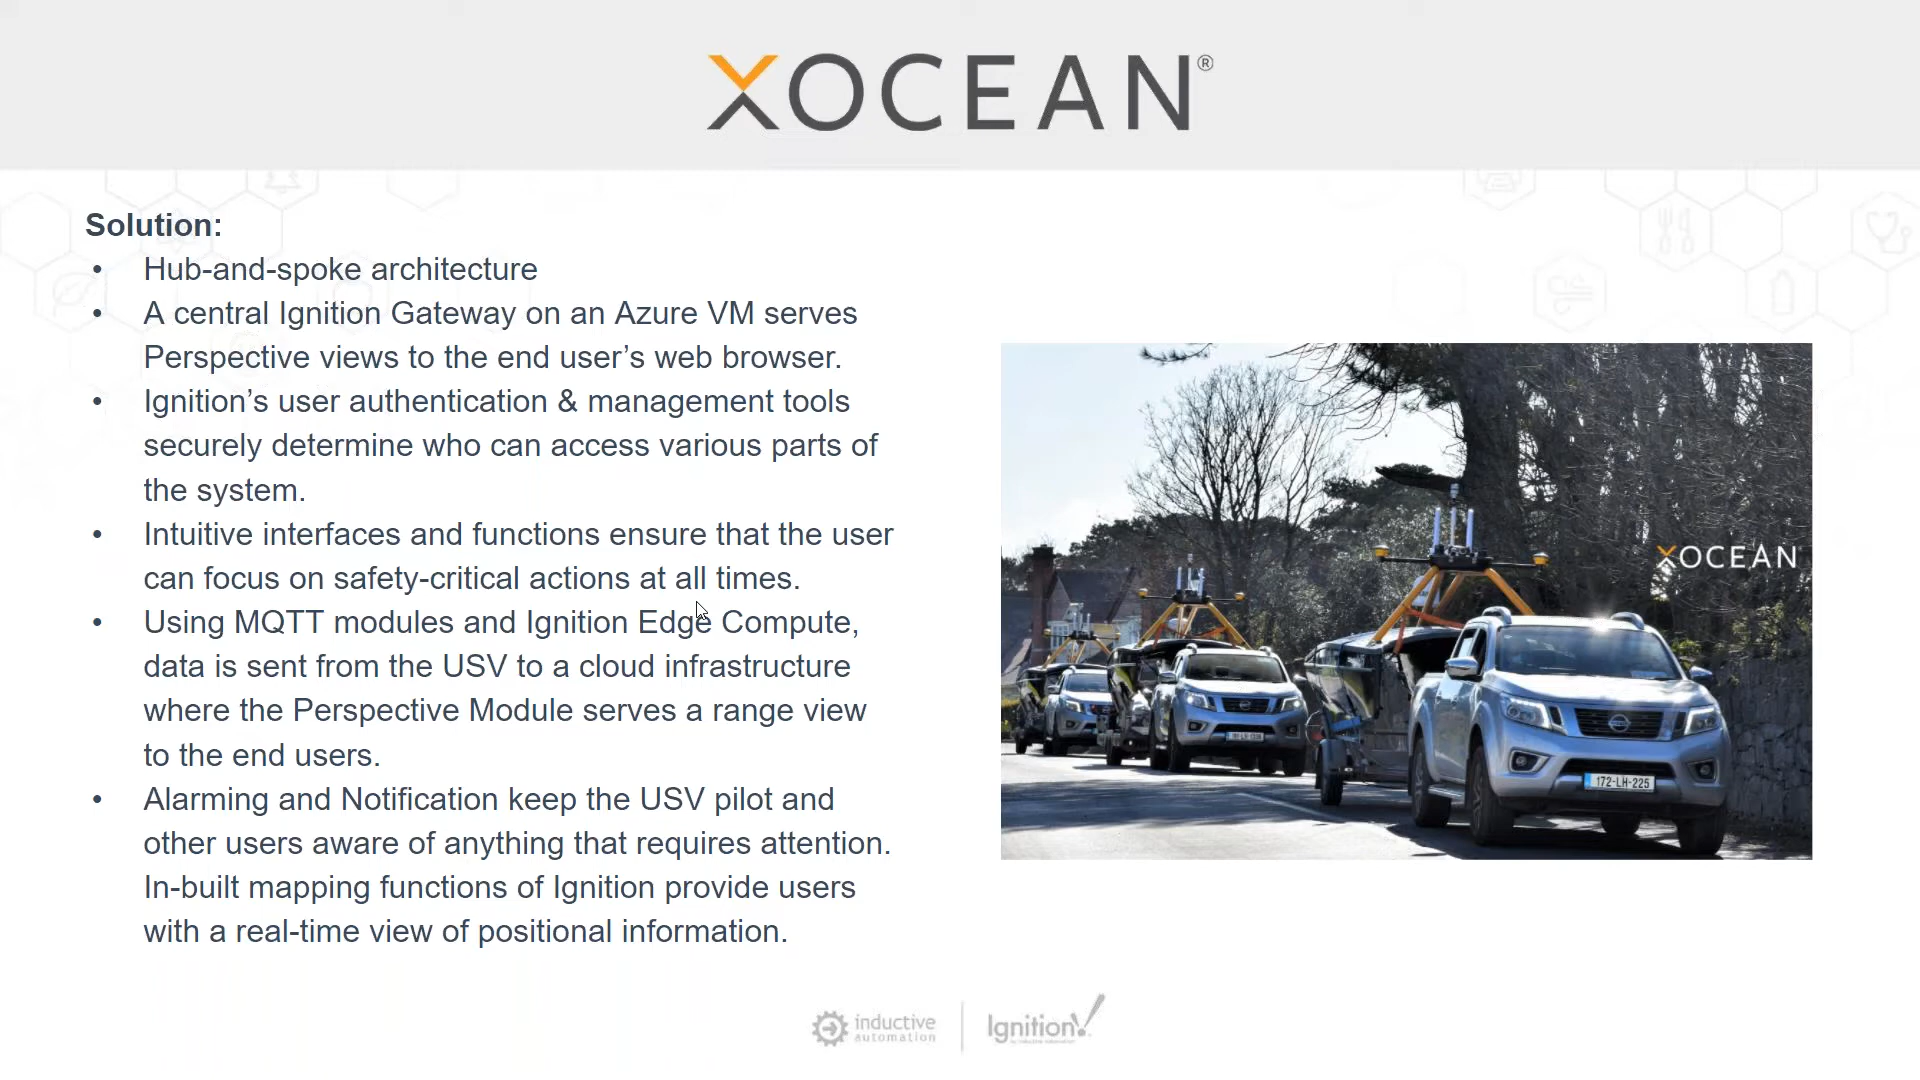 XOCEAN®
Solution:
• Hub-and-spoke architecture
• A central Ignition Gateway on an Azure VM serves
Perspective views to the end user’s web browser.
• Ignition’s user authentication & management tools
securely determine who can access various parts of
the system.
• Intuitive interfaces and functions ensure that the user
can focus on safety-critical actions at all times.
• Using MQTT modules and Ignition Edge Compute,
data is sent from the USV to a cloud infrastructure
where the Perspective Module serves a range view
to the end users.
• Alarming and Notification keep the USV pilot and
other users aware of anything that requires attention.
In-built mapping functions of Ignition provide users
with a real-time view of positional information.
XOCEAN
172-LH-225
inductive
automation
Ignition!
by inductive automation